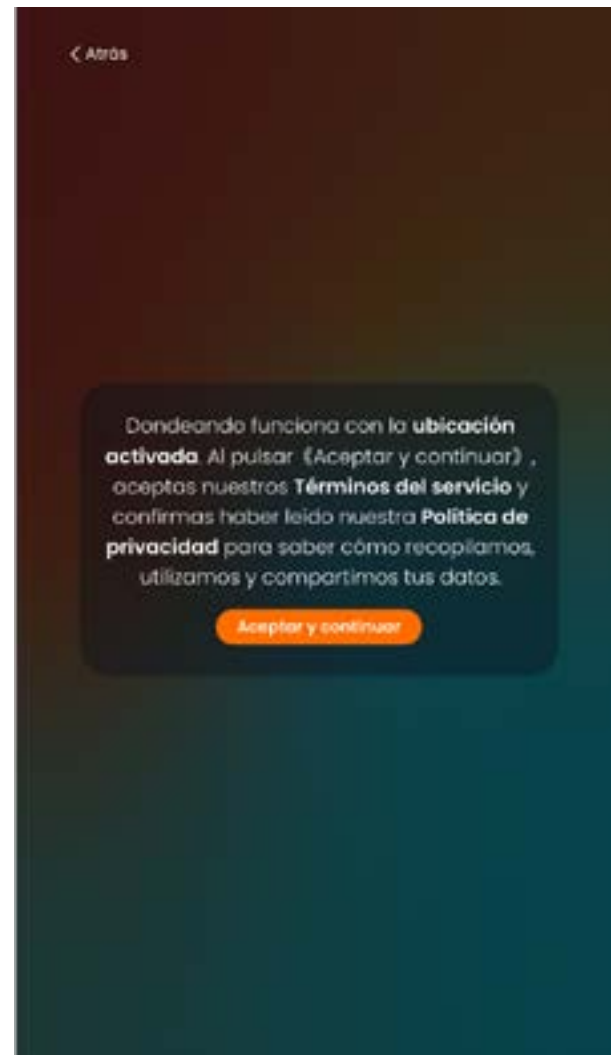 < Atrás
Dondeando funciona con la ubicación
activada. Al pulsar 《Aceptar y continuar》,
aceptas nuestros Términos del servicio y
confirmas haber leído nuestra Política de
privacidad para saber cómo recopilamos,
utilizamos y compartimos tus datos.
Aceptar y continuar